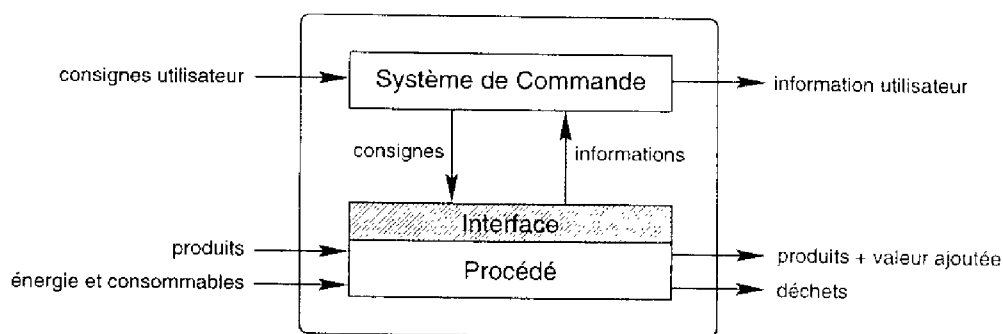 consignes utilisateur
Système de Commande
information utilisateur
consignes
informations
Interface
produits
énergie et consommables
Procédé
produits + valeur ajoutée
déchets